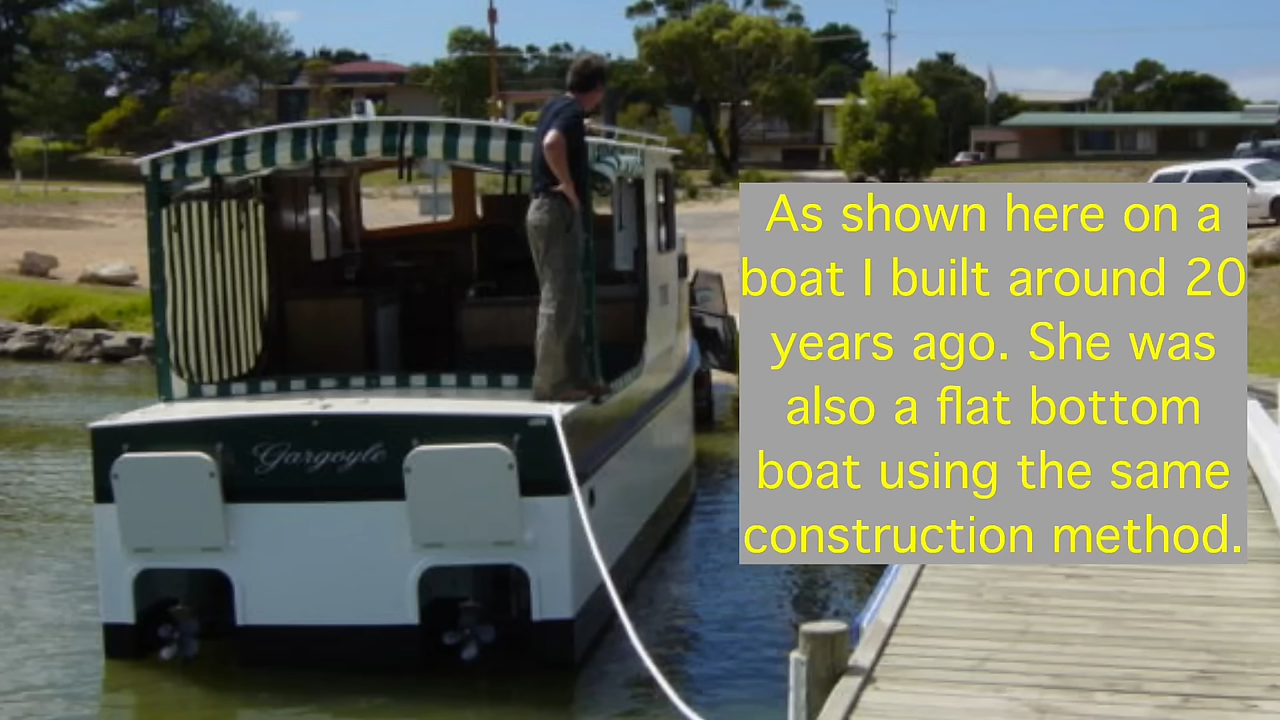 As shown here on a
boat I built around 20
years ago. She was
also a flat bottom
boat using the same
construction method.
Gargoyle